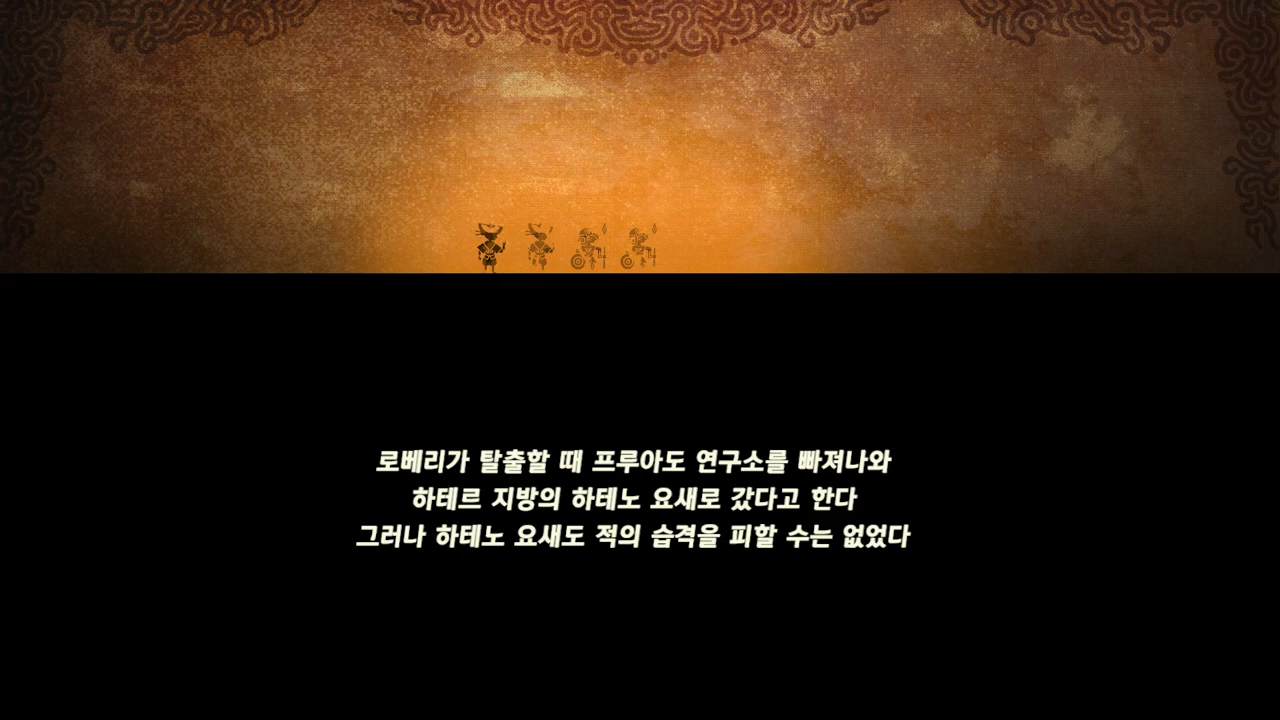 로베리가 탈출할 때 프루아도 연구소를 빠져나와
하테르 지방의 하테노 요새로 갔다고 한다
그러나 하테노 요새도 적의 습격을 피할 수는 없었다